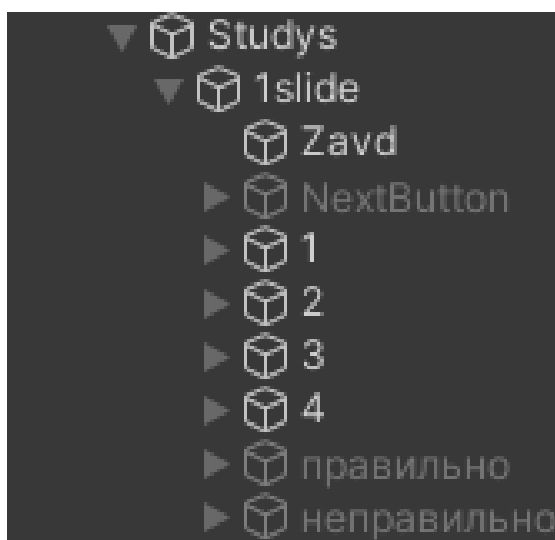 Studys
1slide
Zavd
NextButton
1
2
3
4
правильно
неправильно